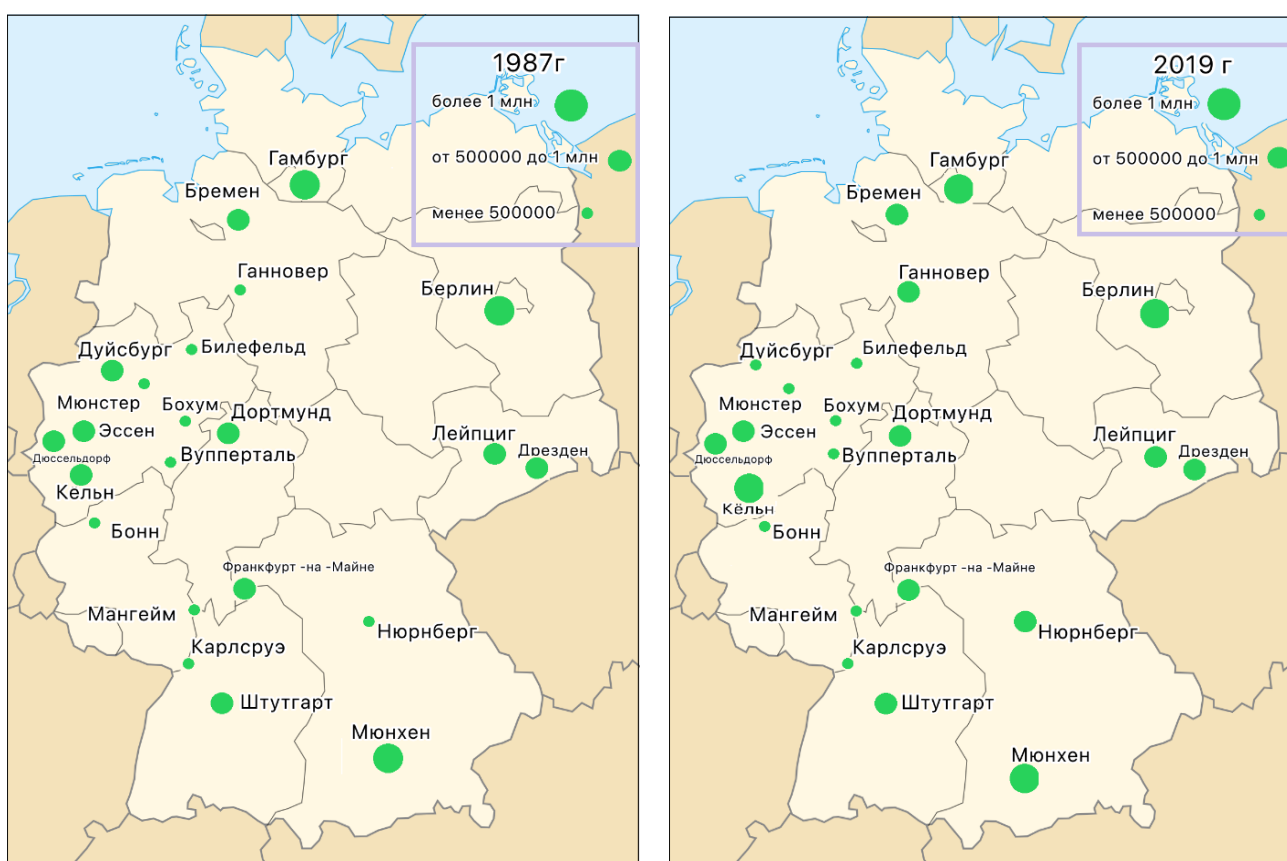 1987г
более 1 млн
от 500000 до 1 млн
менее 500000
Гамбург
Бремен
Ганновер
Берлин
Дуйсбург
Билефельд
Мюнстер
Бохум
Дортмунд
Эссен
Дюссельдорф
Вупперталь
Лейпциг
Дрезден
Кельн
Бонн
Франкфурт -на -Майне
Мангейм
Нюрнберг
Карлсруэ
Штутгарт
Мюнхен
2019 г
более 1 млн
от 500000 до 1 млн
менее 500000
Гамбург
Бремен
Ганновер
Берлин
Дуйсбург
Билефельд
Мюнстер
Бохум
Дортмунд
Эссен
Дюссельдорф
Вупперталь
Лейпциг
Дрезден
Кёльн
Бонн
Франкфурт -на -Майне
Мангейм
Нюрнберг
Карлсруэ
Штутгарт
Мюнхен